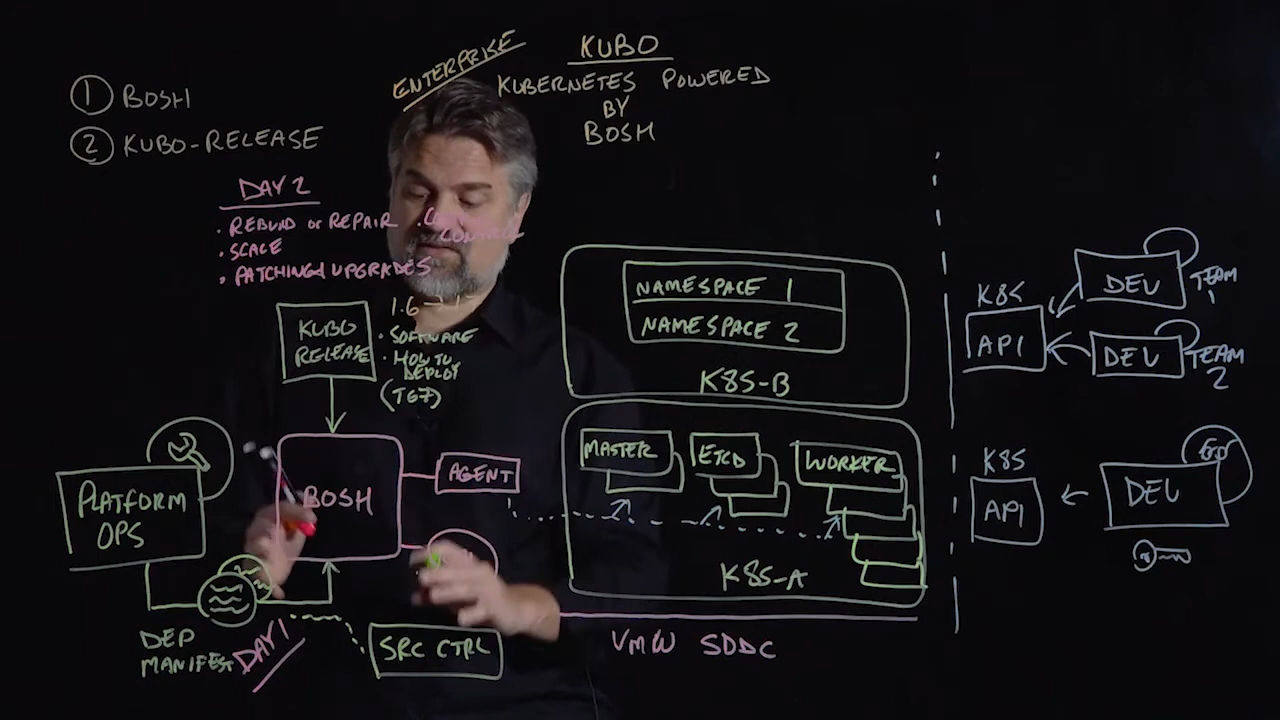 ENTERPRISE
KUBO
KUBERNETES POWERED
BY
BOSH
1 BOSH
2 KUBO-RELEASE
DAY 2
• REBUILD or REPAIR
• SCALE
• PATCHING & UPGRADES
KUBO
RELEASE
• SOFTWARE
• HOW TO
DEPLOY
(TGZ)
PLATFORM
OPS
BOSH
AGENT
DEP
MANIFEST
DAY 1
SRC CTRL
NAMESPACE 1
NAMESPACE 2
K8S-B
MASTER
ETCD
WORKER
K8S-A
VMW SDDC
K8S
API
DEV
TEAM
1
DEV
TEAM
2
K8S
API
GO
DEV